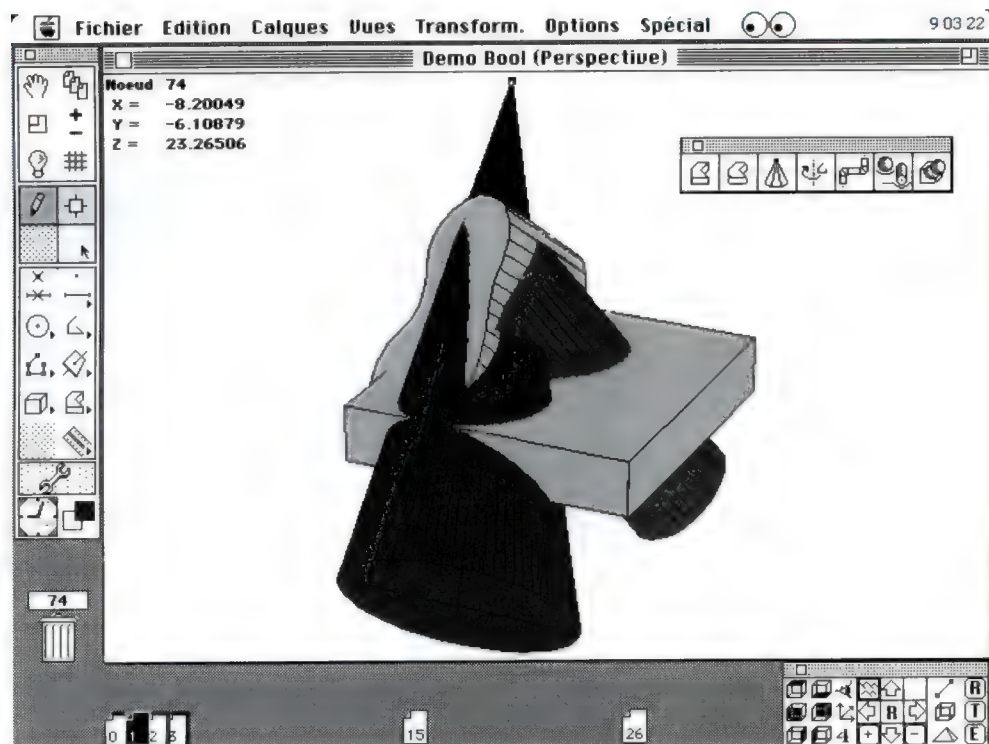 Fichier Edition Calques Vues Transform. Options Spécial 9 03 22
Demo Bool (Perspective)
Noeud 74
X = -8.20049
Y = -6.10879
Z = 23.26506
74
0 1 2 3
15
26
R
R
T
E